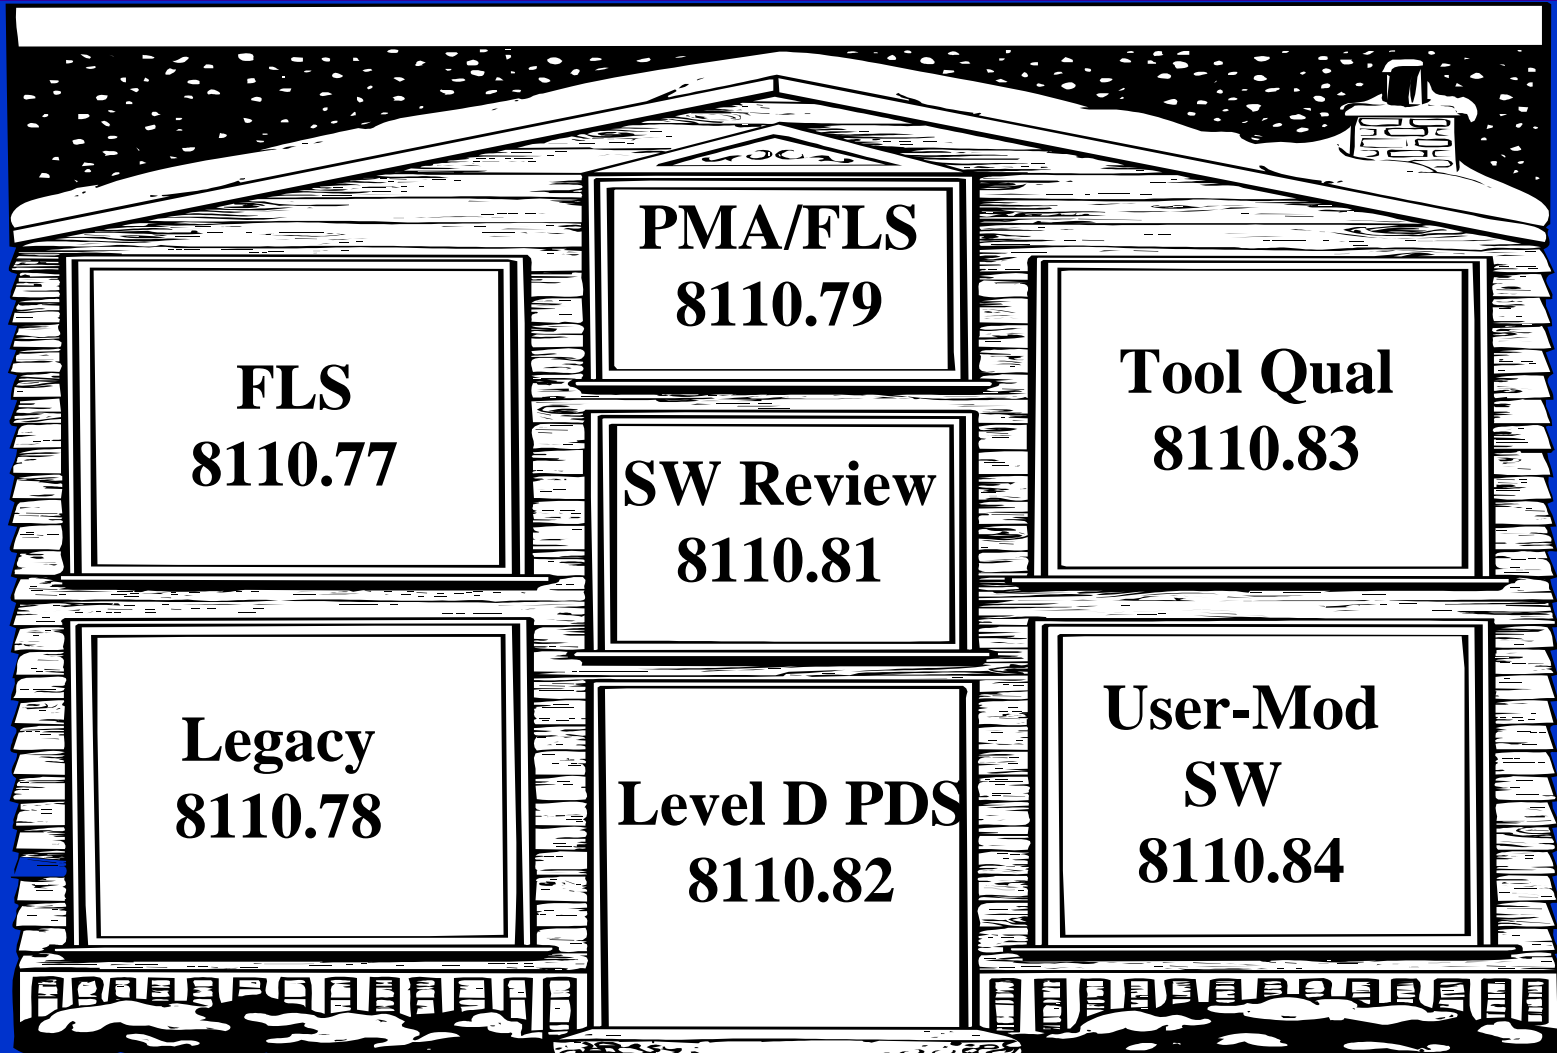 PMA/FLS
8110.79
FLS
8110.77
Tool Qual
8110.83
SW Review
8110.81
Legacy
8110.78
Level D PDS
8110.82
User-Mod
SW
8110.84